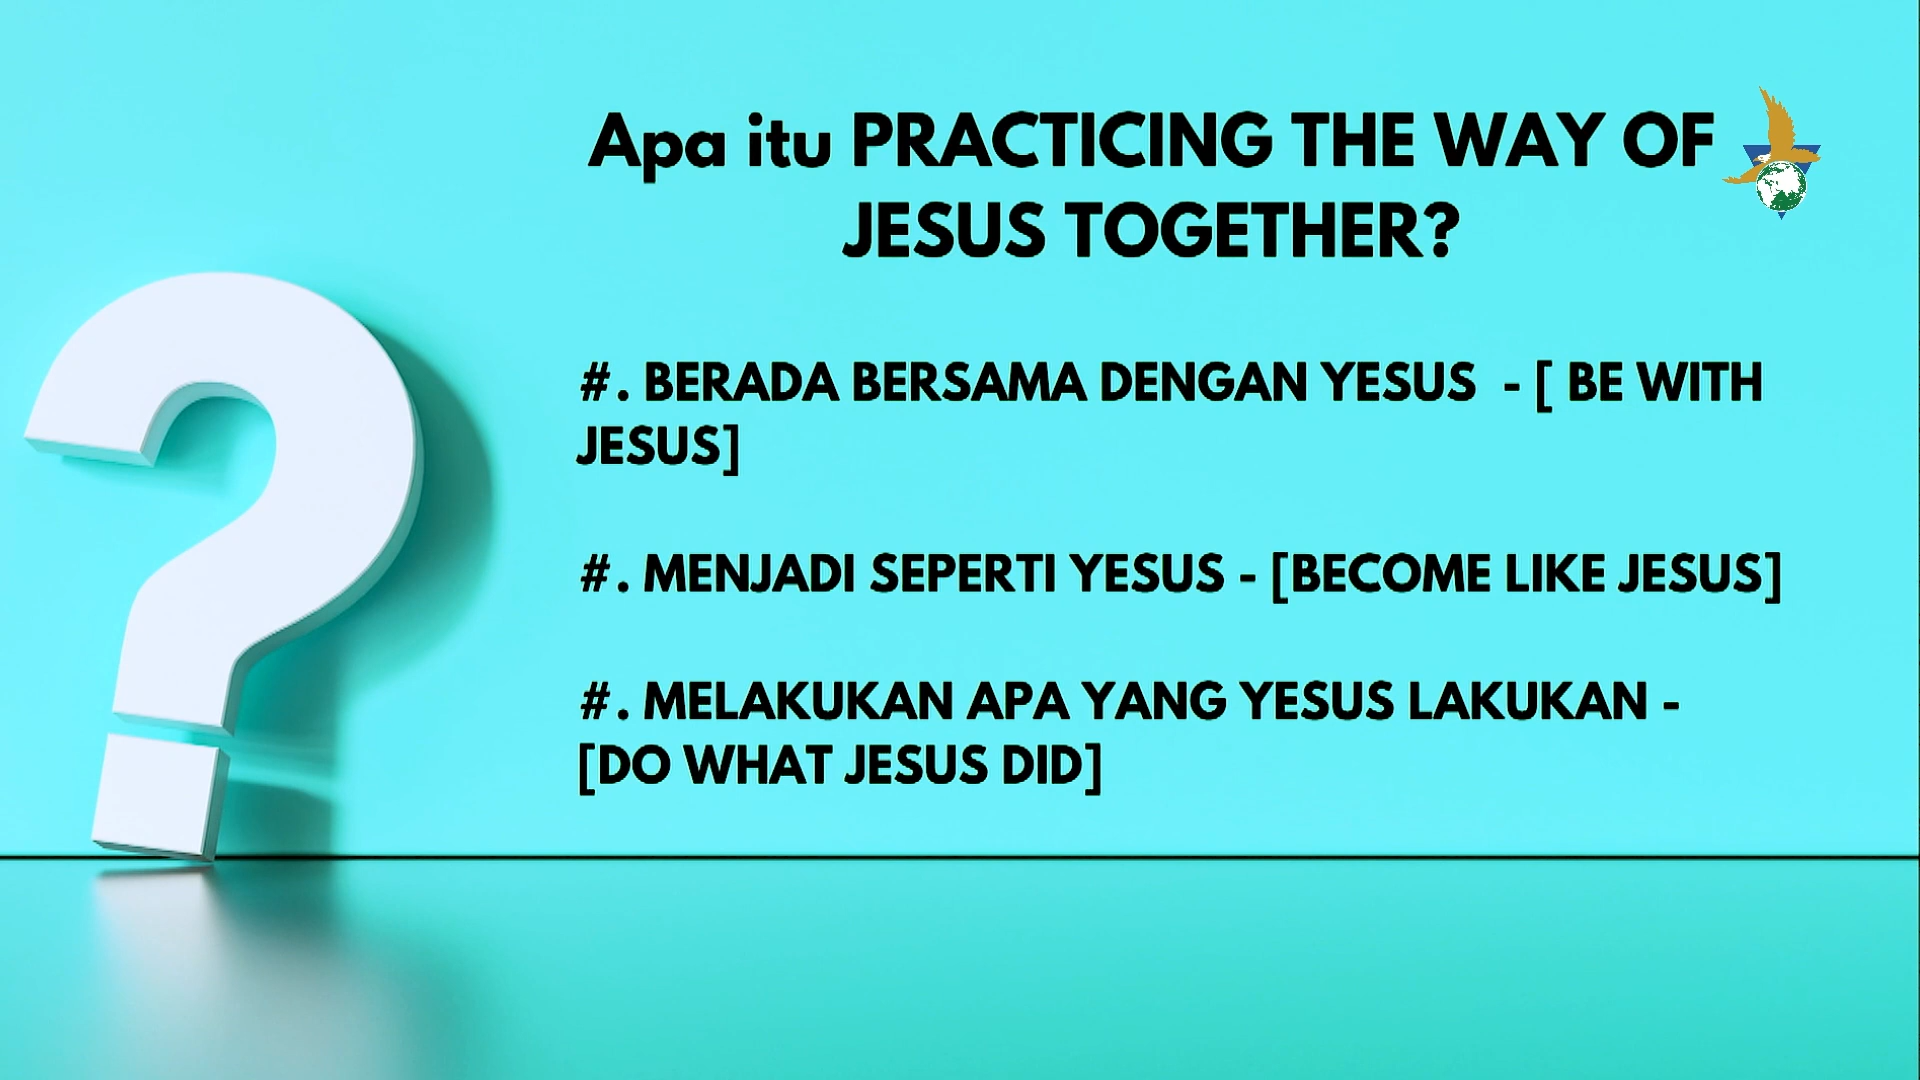 Apa itu PRACTICING THE WAY OF
JESUS TOGETHER?
#. BERADA BERSAMA DENGAN YESUS - [ BE WITH
JESUS]
#. MENJADI SEPERTI YESUS - [BECOME LIKE JESUS]
#. MELAKUKAN APA YANG YESUS LAKUKAN -
[DO WHAT JESUS DID]